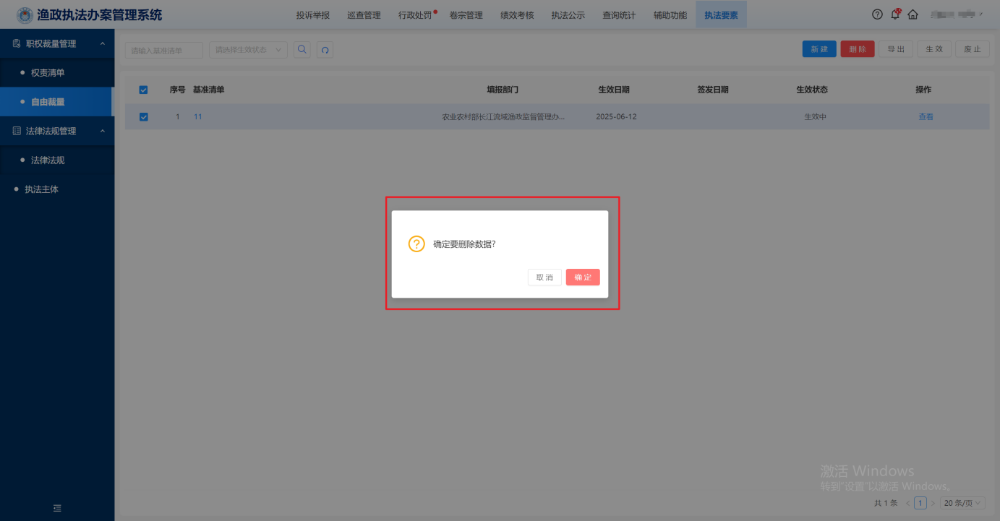 渔政执法办案管理系统
投诉举报 巡查管理 行政处罚 卷宗管理 绩效考核 执法公示 查询统计 辅助功能 执法要素
职权裁量管理
权责清单
自由裁量
法律法规管理
法律法规
执法主体
请输入基准清单 请选择生效状态
新建 删除 导出 生效 废止
序号 基准清单 填报部门 生效日期 签发日期 生效状态 操作
1 11 农业农村部长江流域渔政监督管理办... 2025-06-12 生效中 查看
确定要删除数据?
取消 确定
激活 Windows
转到"设置"以激活 Windows。
共 1 条 < 1 > 20 条/页